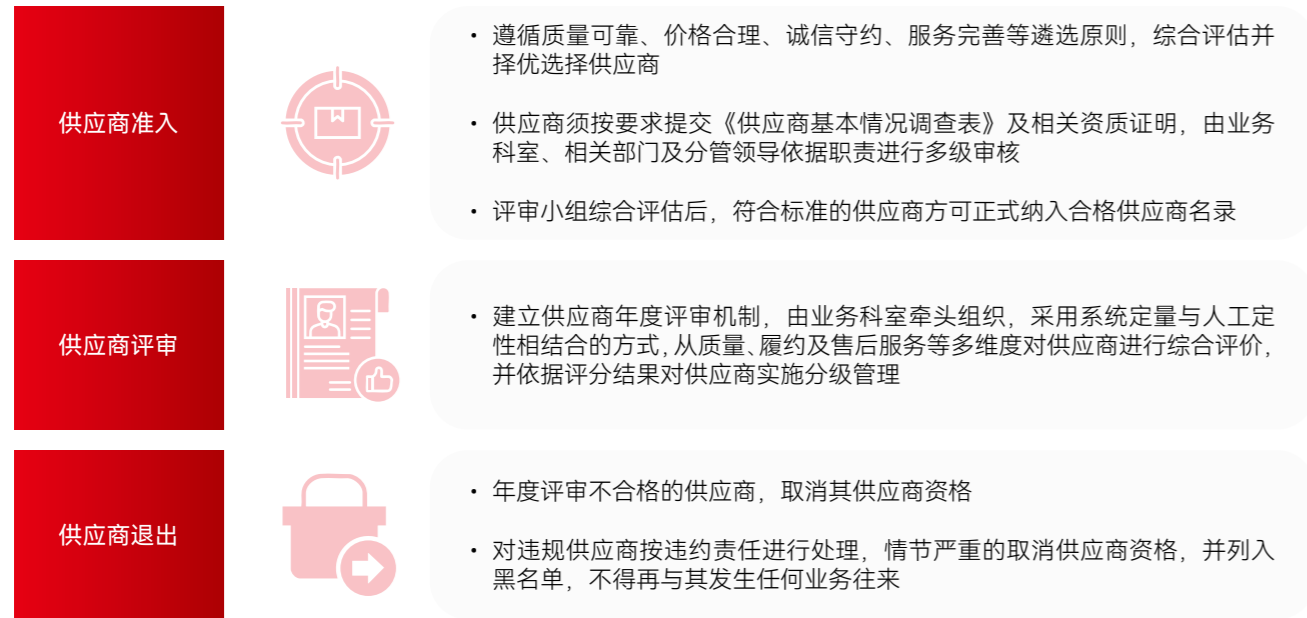 供应商准入
• 遵循质量可靠、价格合理、诚信守约、服务完善等遴选原则，综合评估并
择优选择供应商
• 供应商须按要求提交《供应商基本情况调查表》及相关资质证明，由业务
科室、相关部门及分管领导依据职责进行多级审核
• 评审小组综合评估后，符合标准的供应商方可正式纳入合格供应商名录
供应商评审
• 建立供应商年度评审机制，由业务科室牵头组织，采用系统定量与人工定
性相结合的方式，从质量、履约及售后服务等多维度对供应商进行综合评价，
并依据评分结果对供应商实施分级管理
供应商退出
• 年度评审不合格的供应商，取消其供应商资格
• 对违规供应商按违约责任进行处理，情节严重的取消供应商资格，并列入
黑名单，不得再与其发生任何业务往来